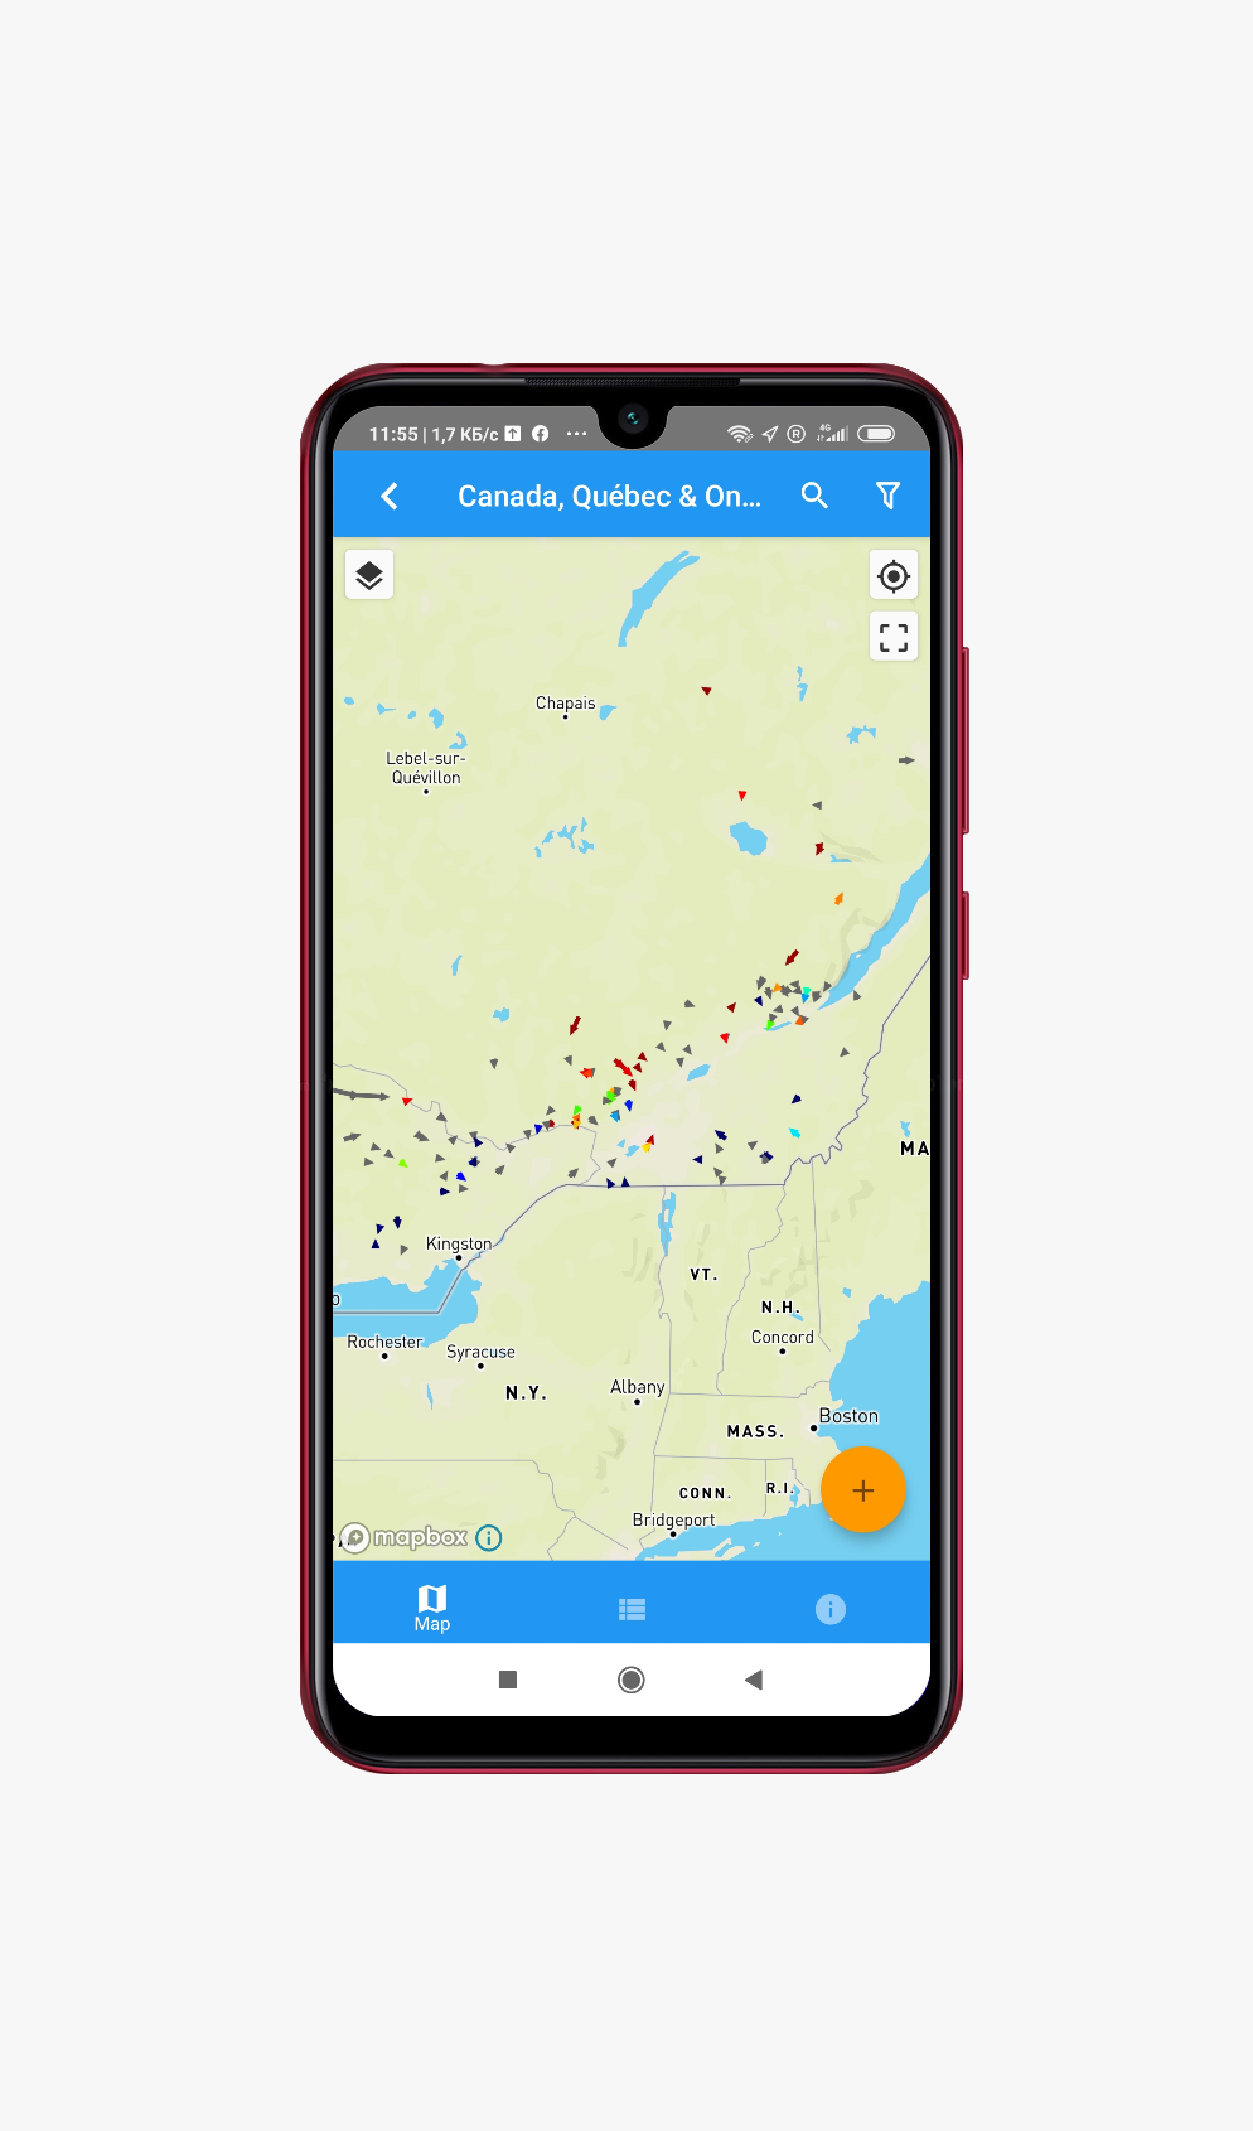 11:55 | 1,7 КБ/с
4G
Canada, Québec & On...
Chapais
Lebel-sur-
Quévillon
MA
Kingston
VT.
N.H.
Concord
Rochester
Syracuse
N.Y.
Albany
Boston
MASS.
CONN.
R.I.
Bridgeport
mapbox
Map